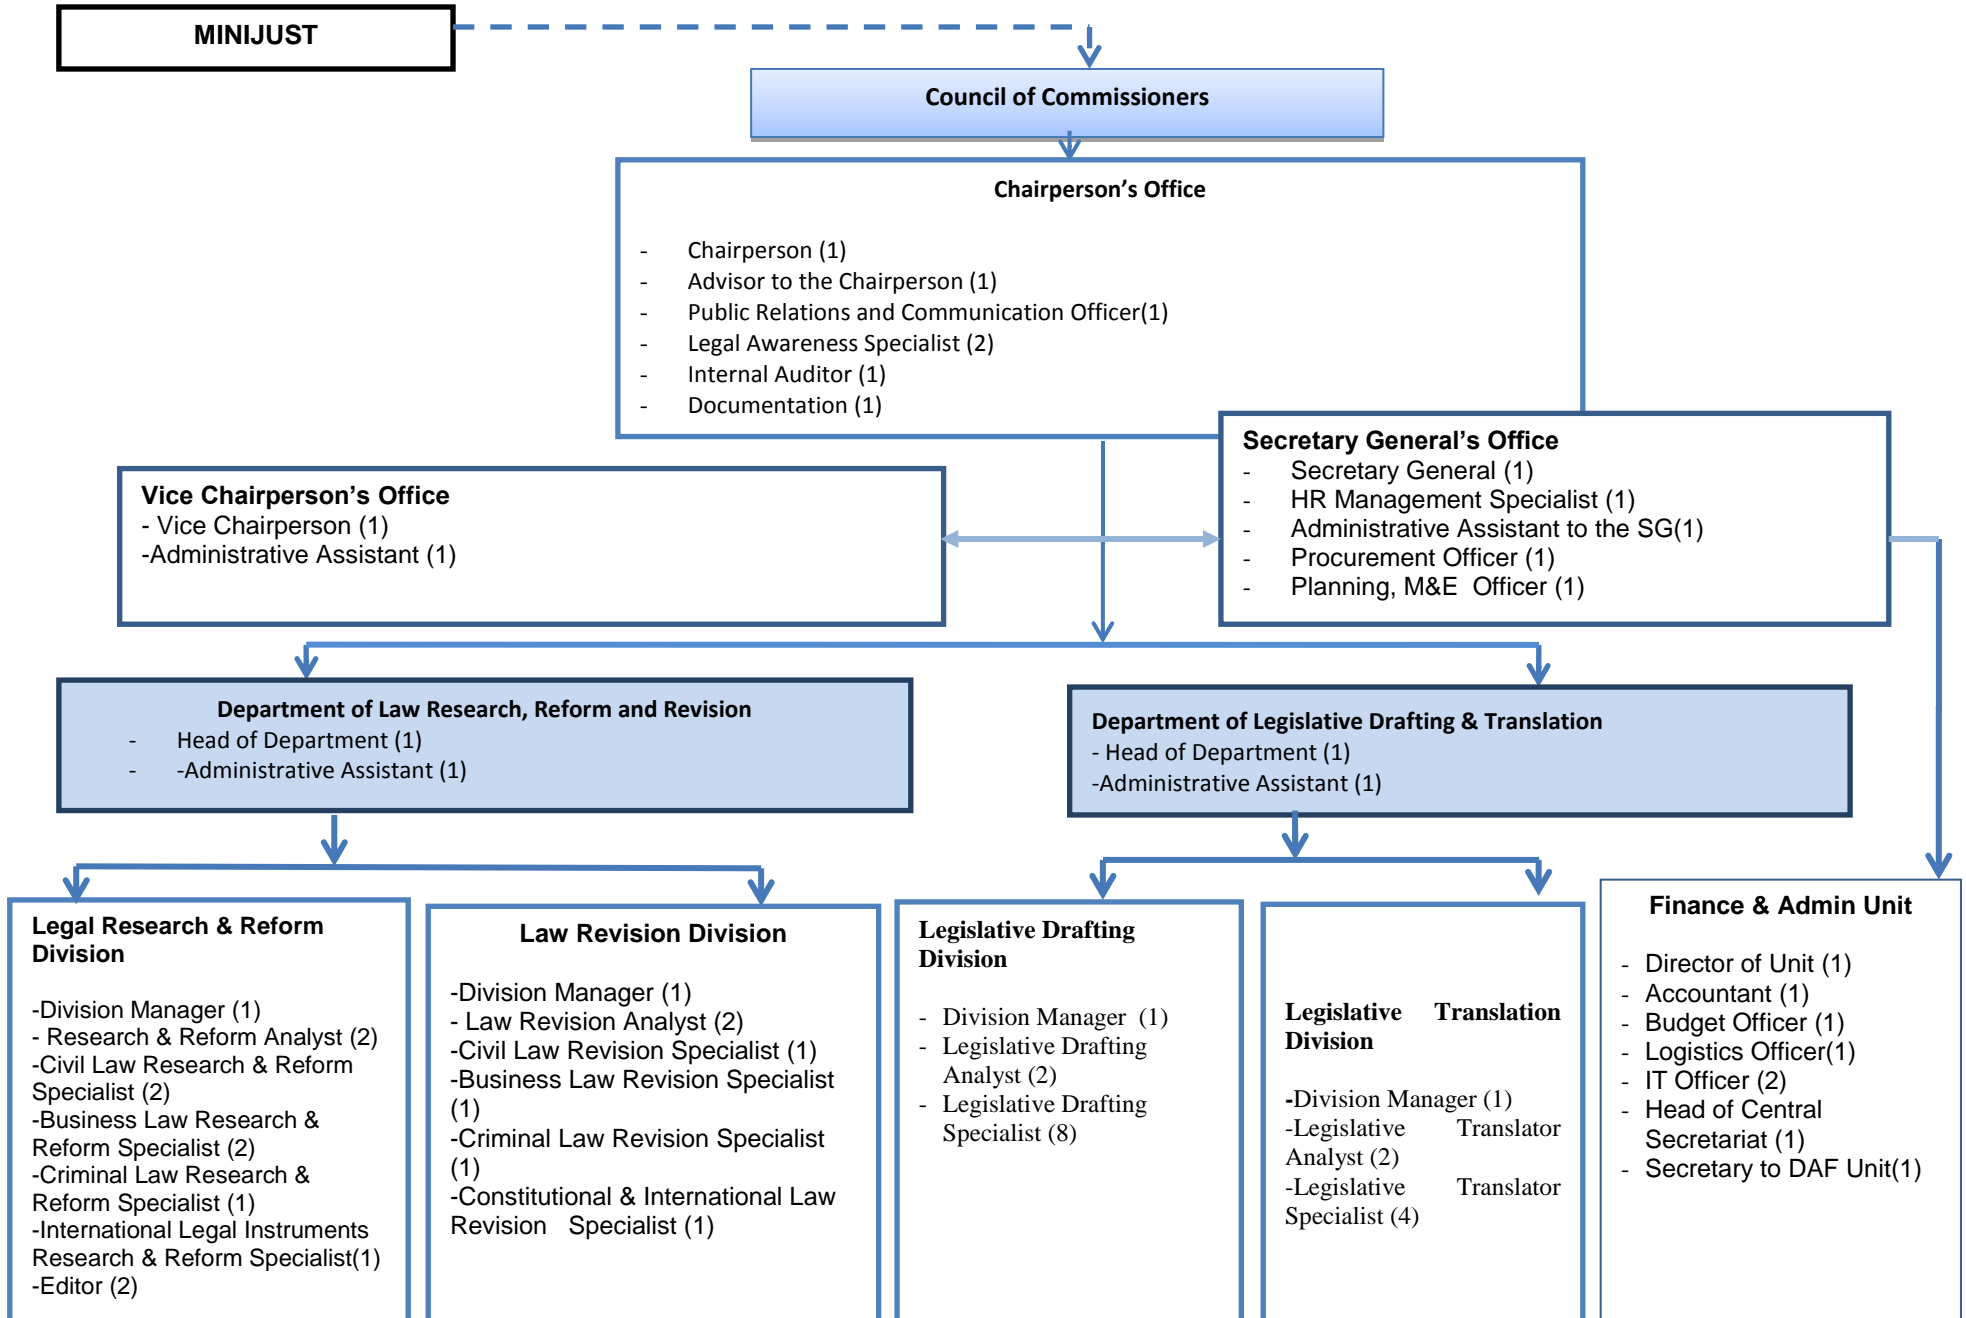 MINIJUST
Council of Commissioners
Chairperson’s Office
- Chairperson (1)
- Advisor to the Chairperson (1)
- Public Relations and Communication Officer(1)
- Legal Awareness Specialist (2)
- Internal Auditor (1)
- Documentation (1)
Secretary General’s Office
- Secretary General (1)
- HR Management Specialist (1)
- Administrative Assistant to the SG(1)
- Procurement Officer (1)
- Planning, M&E  Officer (1)
Vice Chairperson’s Office
- Vice Chairperson (1)
-Administrative Assistant (1)
Department of Law Research, Reform and Revision
- Head of Department (1)
- -Administrative Assistant (1)
Department of Legislative Drafting & Translation
- Head of Department (1)
-Administrative Assistant (1)
Legal Research & Reform
Division
-Division Manager (1)
- Research & Reform Analyst (2)
-Civil Law Research & Reform
Specialist (2)
-Business Law Research &
Reform Specialist (2)
-Criminal Law Research &
Reform Specialist (1)
-International Legal Instruments
Research & Reform Specialist(1)
-Editor (2)
Law Revision Division
-Division Manager (1)
- Law Revision Analyst (2)
-Civil Law Revision Specialist (1)
-Business Law Revision Specialist
(1)
-Criminal Law Revision Specialist
(1)
-Constitutional & International Law
Revision   Specialist (1)
Legislative Drafting
Division
- Division Manager  (1)
- Legislative Drafting
Analyst (2)
- Legislative Drafting
Specialist (8)
Legislative Translation
Division
-Division Manager (1)
-Legislative Translator
Analyst (2)
-Legislative Translator
Specialist (4)
Finance & Admin Unit
- Director of Unit (1)
- Accountant (1)
- Budget Officer (1)
- Logistics Officer(1)
- IT Officer (2)
- Head of Central
Secretariat (1)
- Secretary to DAF Unit(1)